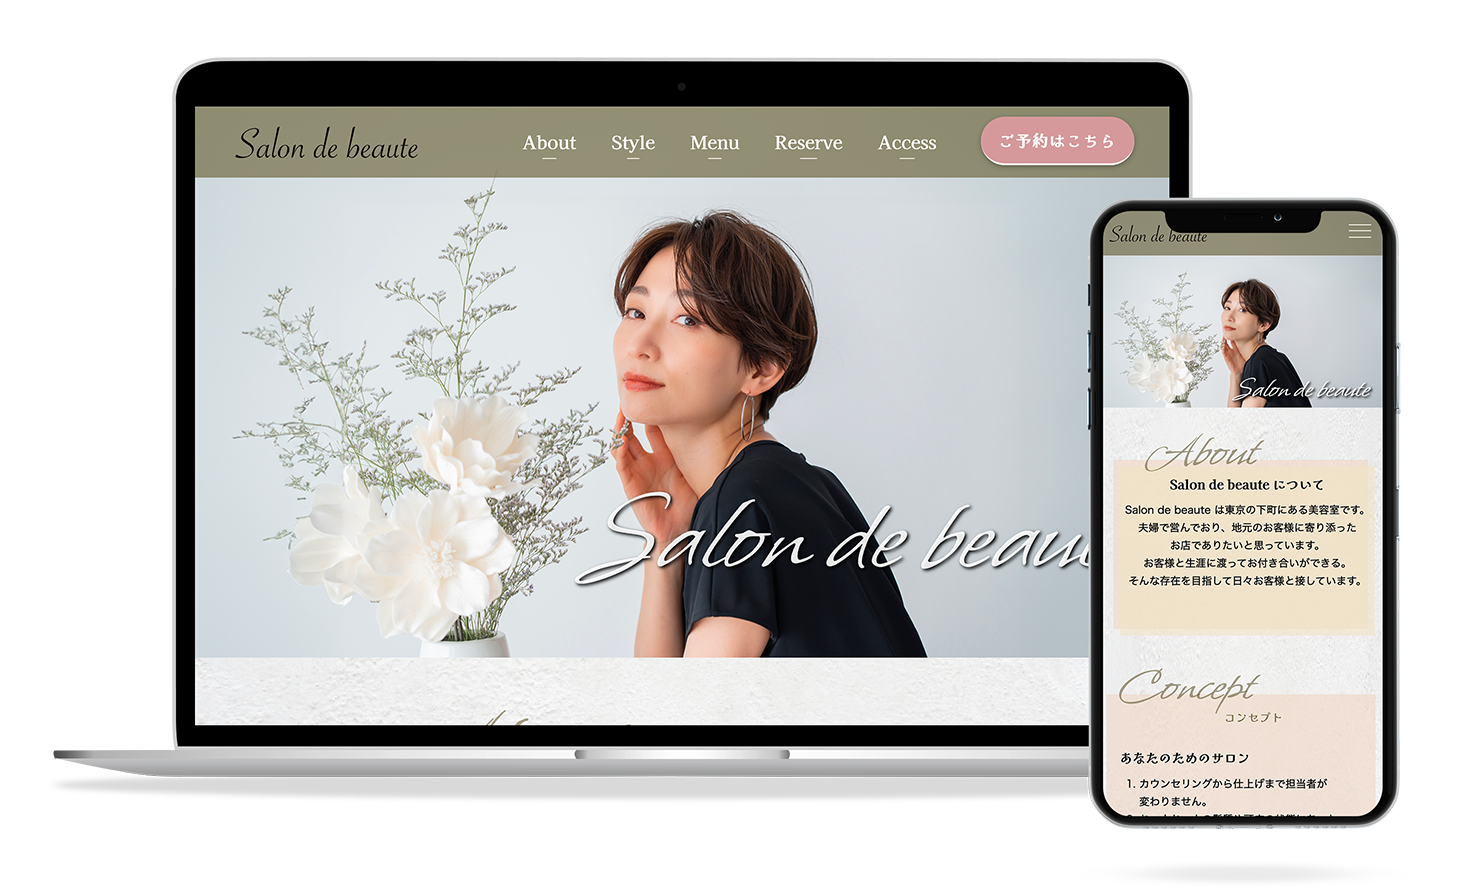 Salon de beaute
About
Style
Menu
Reserve
Access
ご予約はこちら
Salon de beau
Salon de beaute
Salon de beaute
About
Salon de beaute について
Salon de beaute は東京の下町にある美容室です。
夫婦で営んでおり、地元のお客様に寄り添った
お店でありたいと思っています。
お客様と生涯に渡ってお付き合いができる。
そんな存在を目指して日々お客様と接しています。
Concept
コンセプト
あなたのためのサロン
1. カウンセリングから仕上げまで担当者が
変わりません。